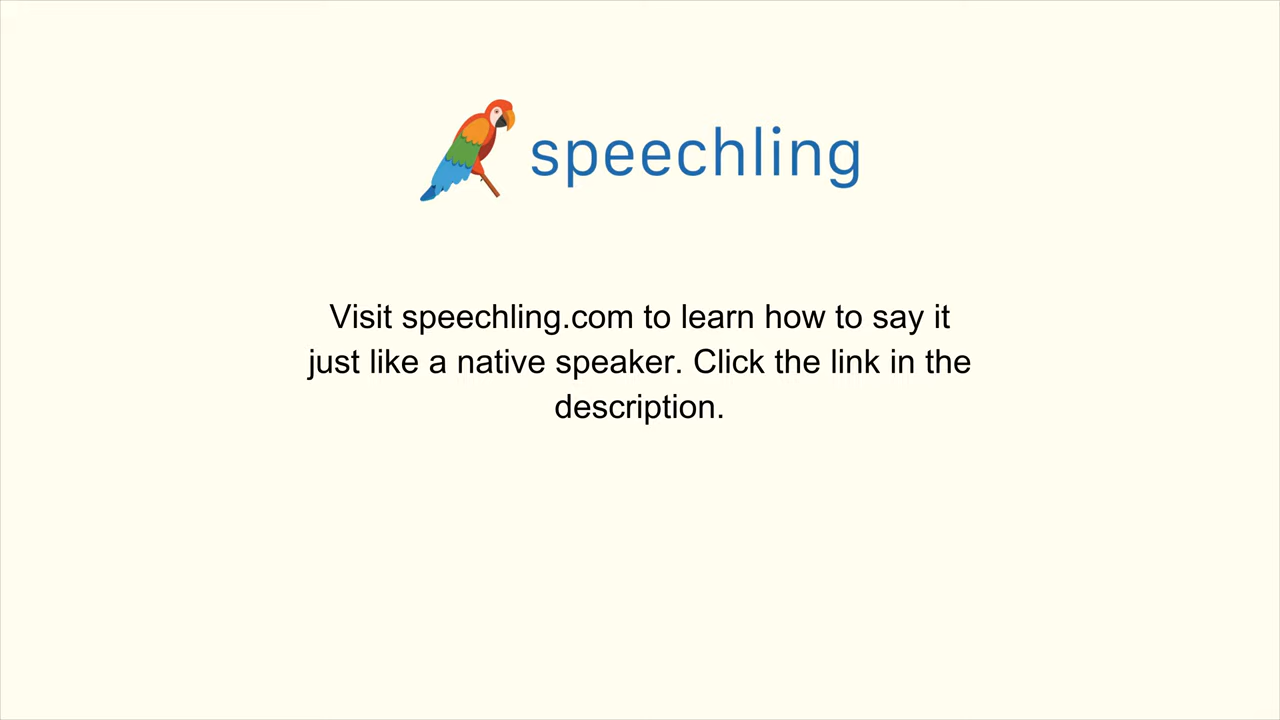 speechling
Visit speechling.com to learn how to say it
just like a native speaker. Click the link in the
description.